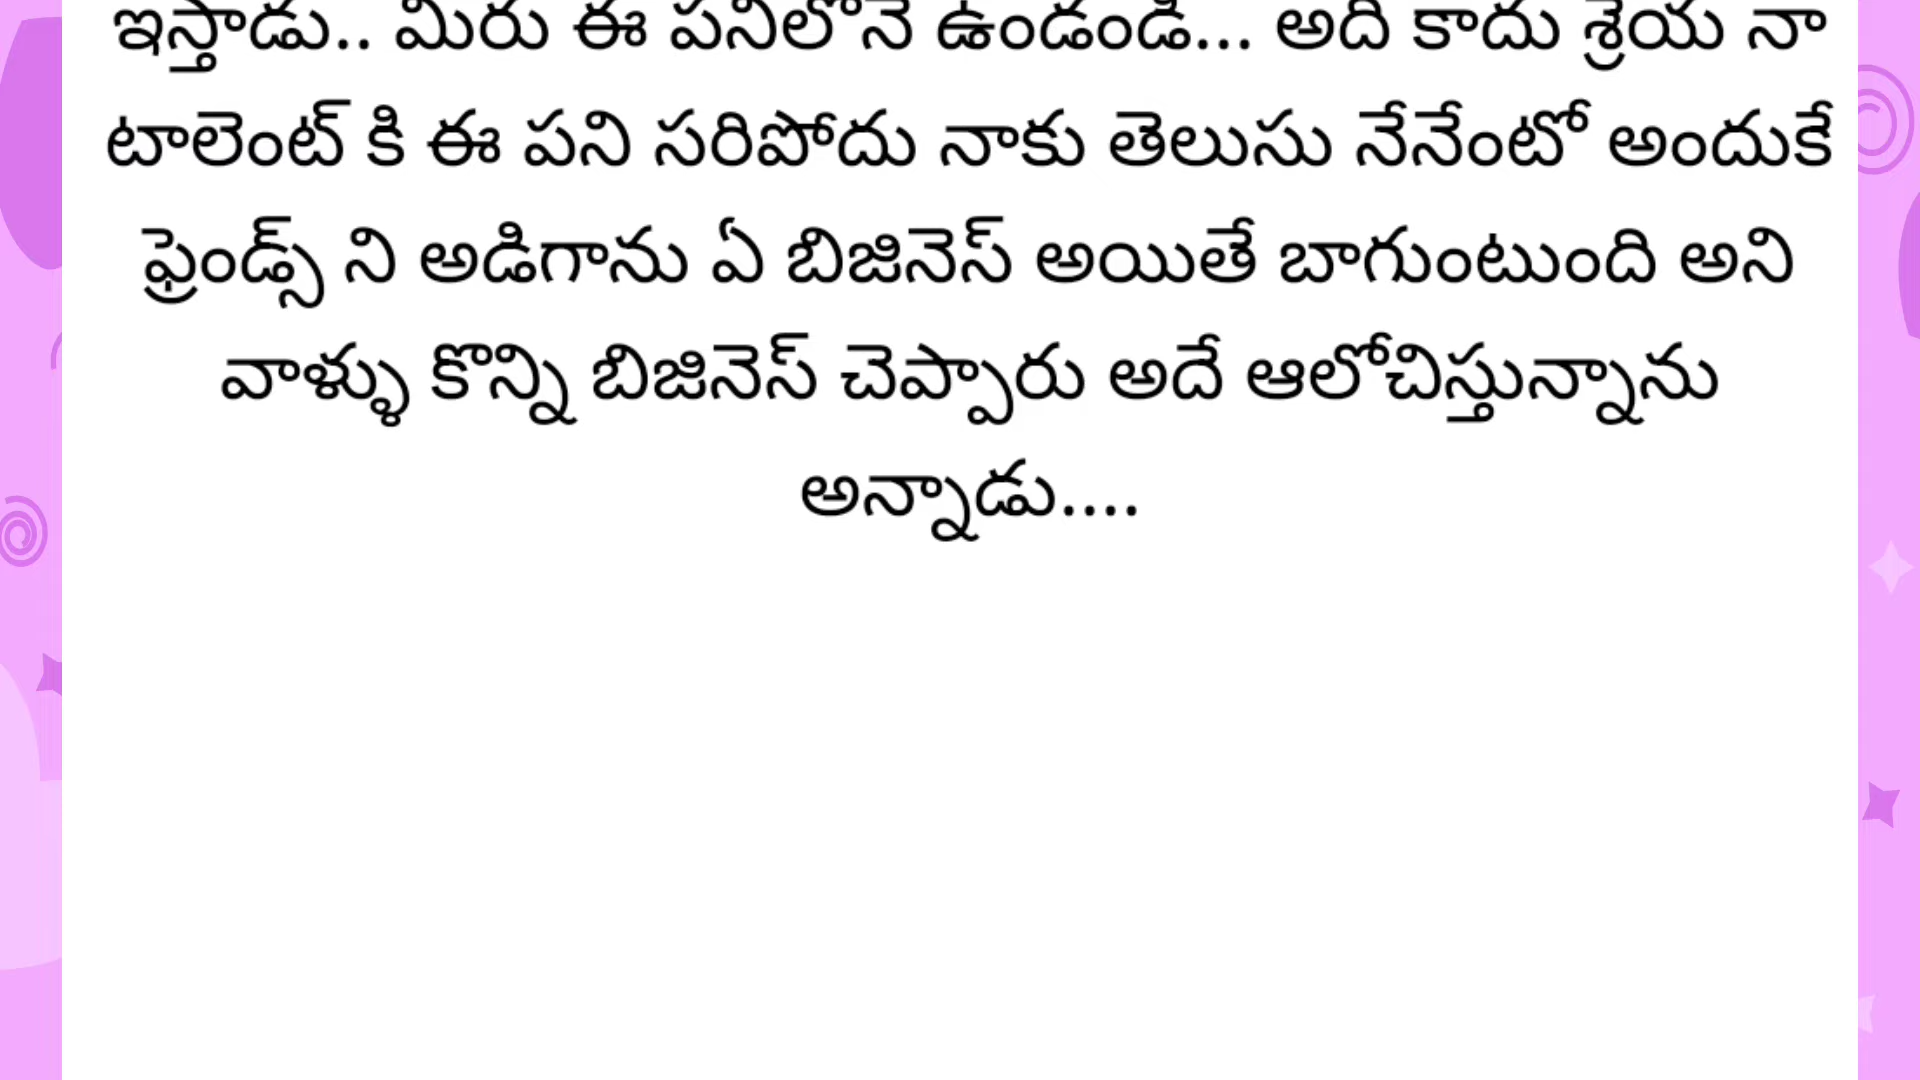 ఇస్తాడు.. మీరు ఈ పనిలోనే ఉండండి... అది కాదు శ్రేయ నా
టాలెంట్ కి ఈ పని సరిపోదు నాకు తెలుసు నేనేంటో అందుకే
ఫ్రెండ్స్ ని అడిగాను ఏ బిజినెస్ అయితే బాగుంటుంది అని
వాళ్ళు కొన్ని బిజినెస్ చెప్పారు అదే ఆలోచిస్తున్నాను
అన్నాడు....